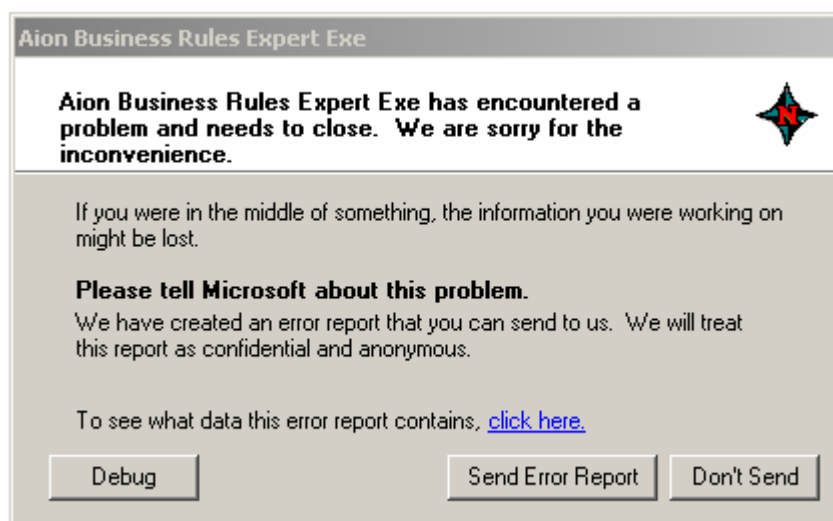 Aion Business Rules Expert Exe
Aion Business Rules Expert Exe has encountered a
problem and needs to close.  We are sorry for the
inconvenience.
N
If you were in the middle of something, the information you were working on
might be lost.
Please tell Microsoft about this problem.
We have created an error report that you can send to us.  We will treat
this report as confidential and anonymous.
To see what data this error report contains, click here.
Debug
Send Error Report
Don't Send